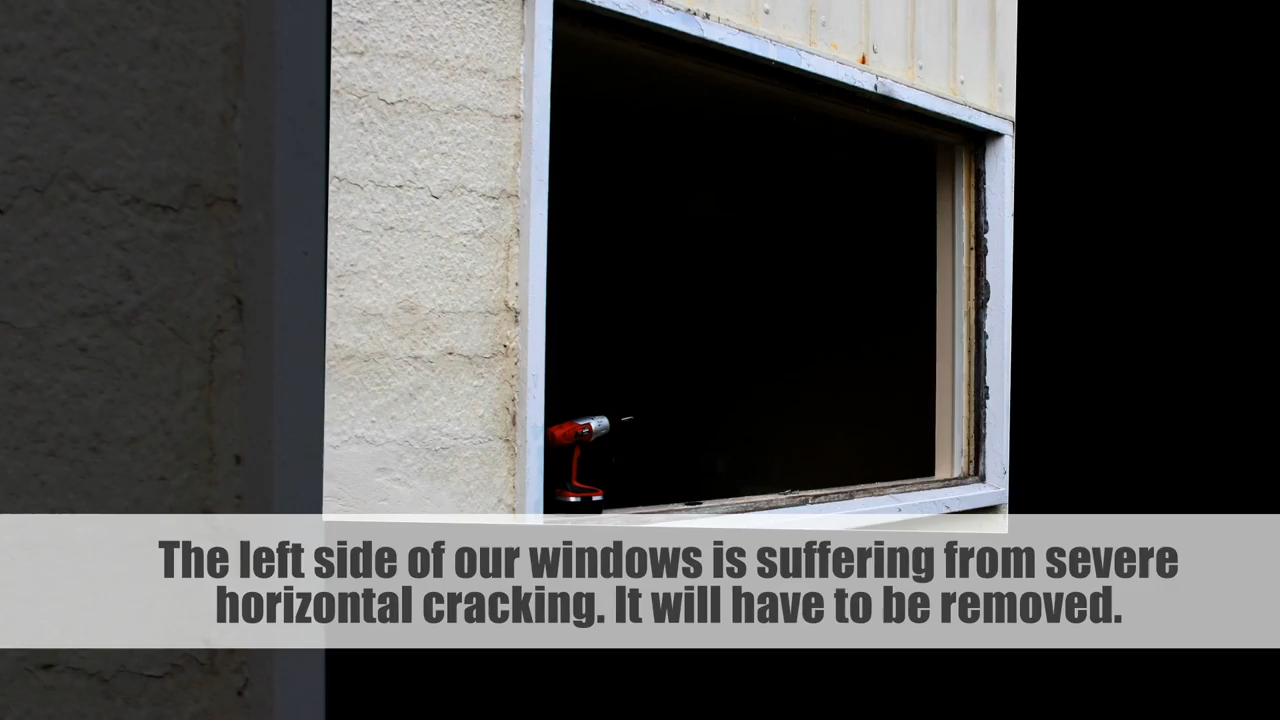 The left side of our windows is suffering from severe
horizontal cracking. It will have to be removed.